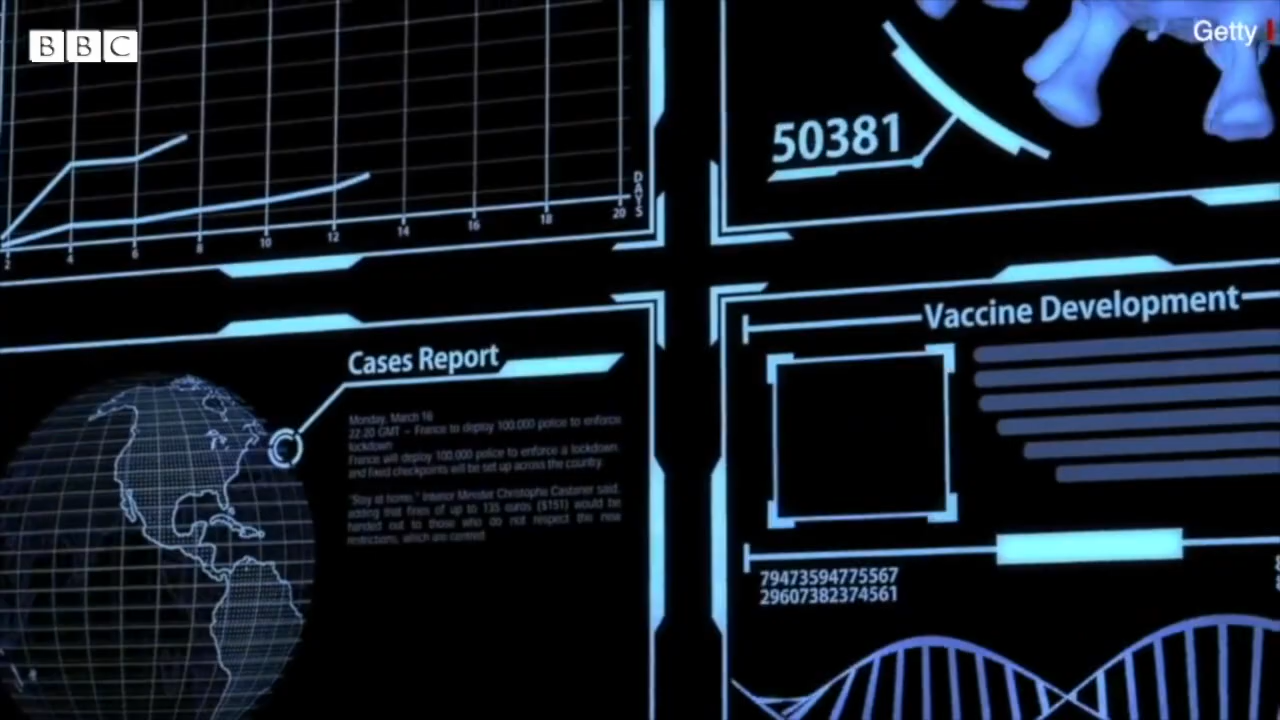 BBC
Getty
50381
DAYS
2 4 6 8 10 12 14 16 18 20
Vaccine Development
Cases Report
Monday, March 16
22:20 GMT - France to deploy 100.000 police to enforce
lockdown
France will deploy 100.000 police to enforce a lockdown.
and fixed checkpoints will be set up across the country.
"Stay at home." Interior Minister Christophe Castaner said,
adding that fines of up to 135 euros ($151) would be
handed out to those who do not respect the new
restrictions, which are
79473594775567
29607382374561